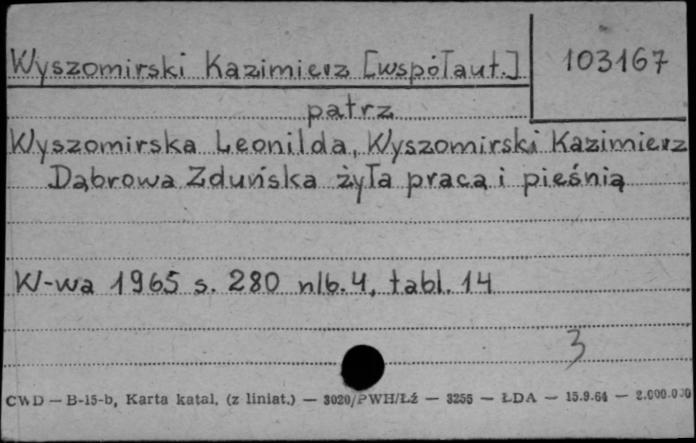 Wyszomirski Kazimierz [współaut.] 103167
patrz
Wyszomirska Leonilda, Wyszomirski Kazimierz
Dąbrowa Zduńska żyła pracą i pieśnią
W-wa 1965 s. 280 nlb. 4, tabl. 14
3
CWD — B-15-b, Karta katal. (z liniat.) — 3020/PWH/Łź — 3255 — ŁDA — 15.9.64 — 2.000.000